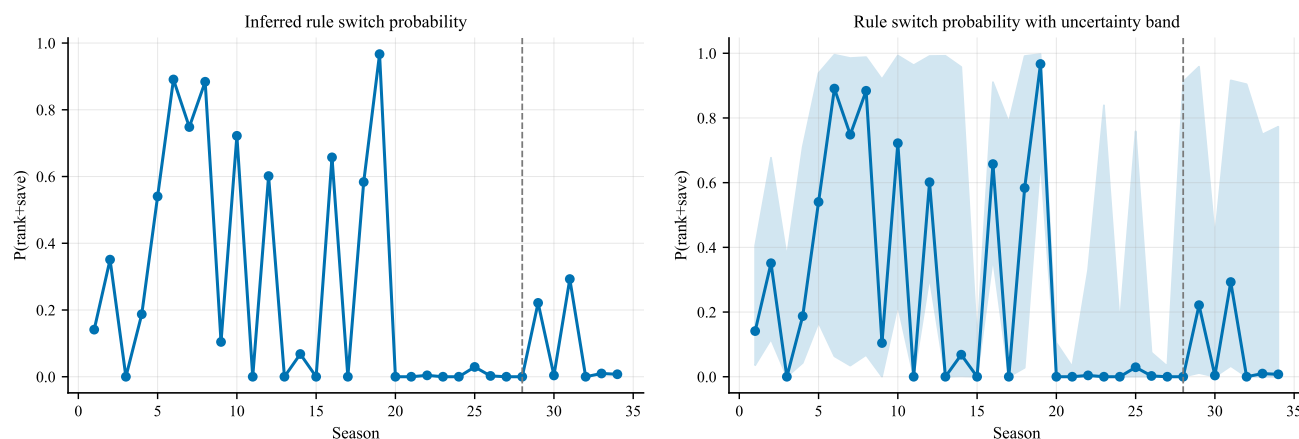 Inferred rule switch probability
1.0
0.8
0.6
0.4
0.2
0.0
P(rank+save)
0 5 10 15 20 25 30 35
Season
Rule switch probability with uncertainty band
1.0
0.8
0.6
0.4
0.2
0.0
P(rank+save)
0 5 10 15 20 25 30 35
Season